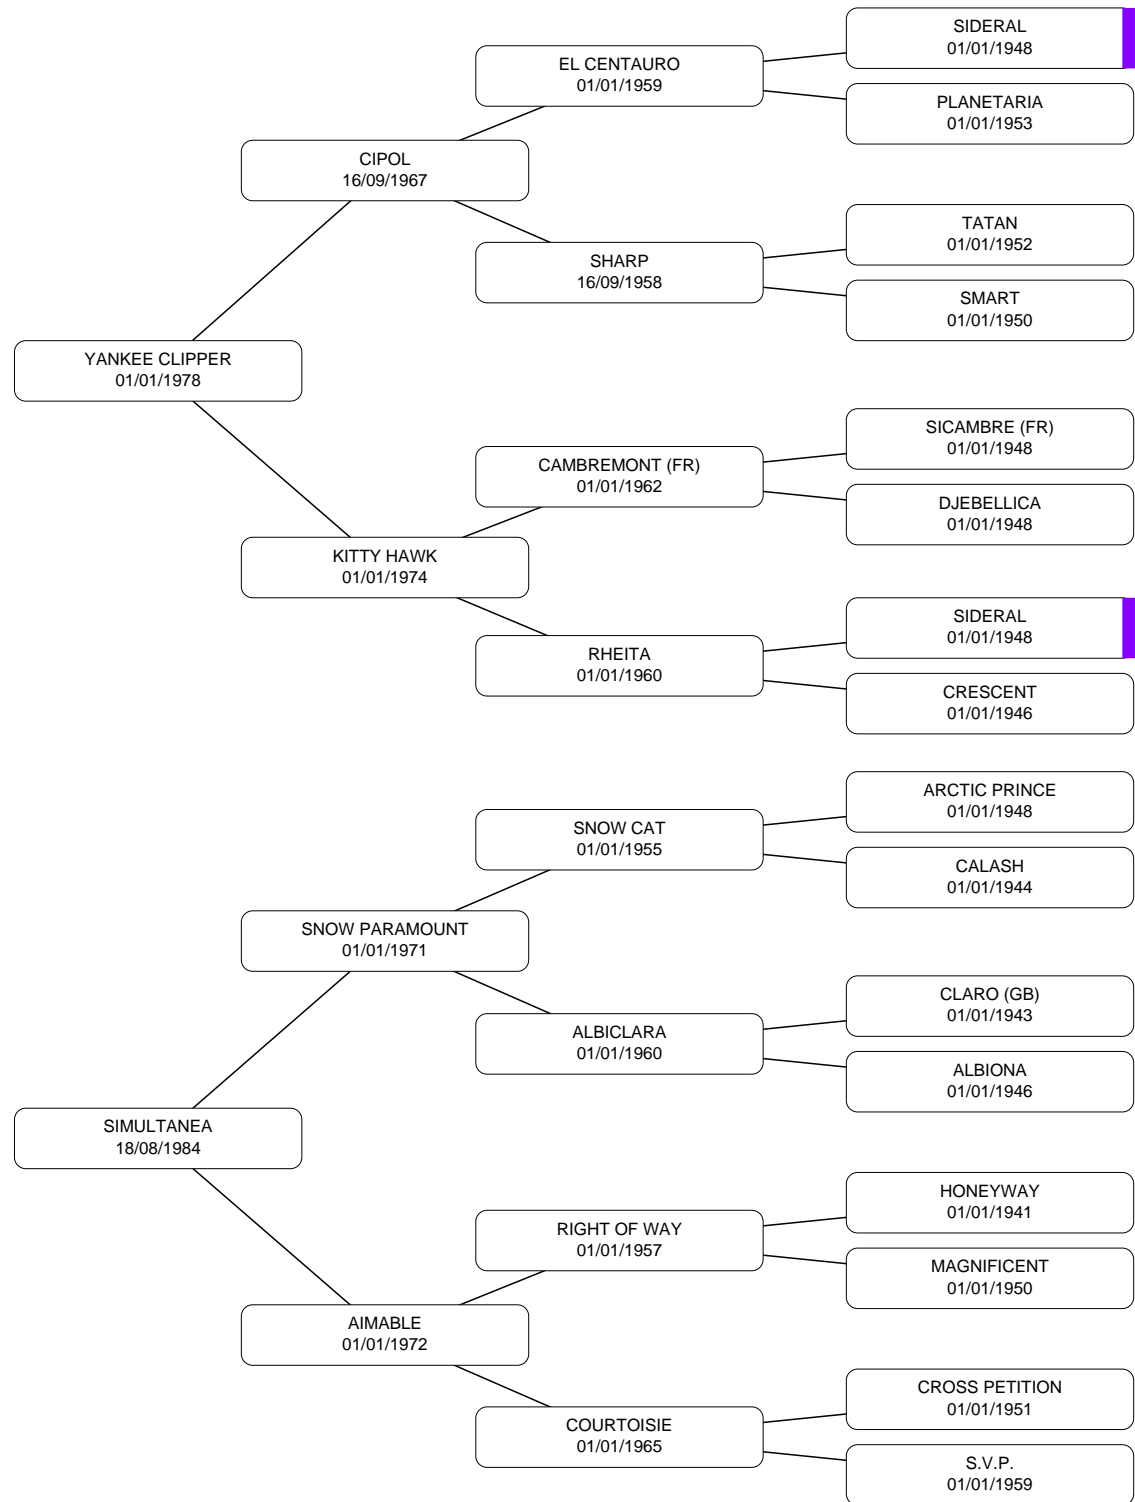 SIDERAL
01/01/1948
EL CENTAURO
01/01/1959
PLANETARIA
01/01/1953
CIPOL
16/09/1967
TATAN
01/01/1952
SHARP
16/09/1958
SMART
01/01/1950
YANKEE CLIPPER
01/01/1978
SICAMBRE (FR)
01/01/1948
CAMBREMONT (FR)
01/01/1962
DJEBELLICA
01/01/1948
KITTY HAWK
01/01/1974
SIDERAL
01/01/1948
RHEITA
01/01/1960
CRESCENT
01/01/1946
ARCTIC PRINCE
01/01/1948
SNOW CAT
01/01/1955
CALASH
01/01/1944
SNOW PARAMOUNT
01/01/1971
CLARO (GB)
01/01/1943
ALBICLARA
01/01/1960
ALBIONA
01/01/1946
SIMULTANEA
18/08/1984
HONEYWAY
01/01/1941
RIGHT OF WAY
01/01/1957
MAGNIFICENT
01/01/1950
AIMABLE
01/01/1972
CROSS PETITION
01/01/1951
COURTOISIE
01/01/1965
S.V.P.
01/01/1959